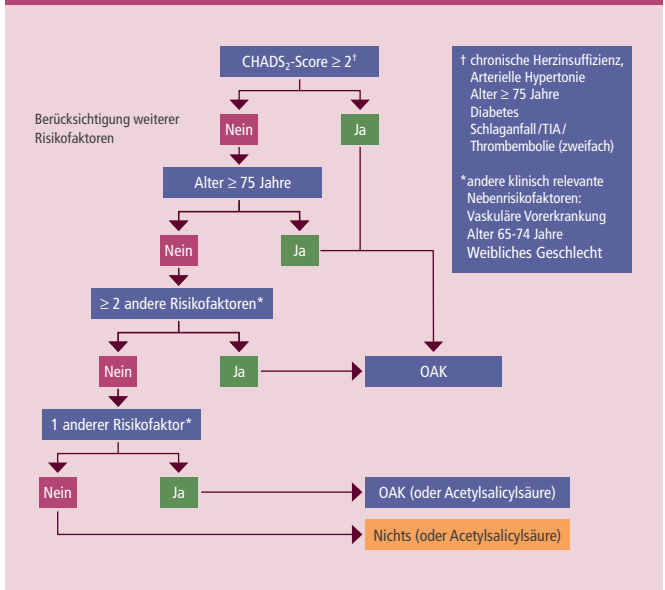 CHADS₂-Score ≥ 2†
Berücksichtigung weiterer
Risikofaktoren
Nein
Ja
Alter ≥ 75 Jahre
Nein
Ja
≥ 2 andere Risikofaktoren*
Nein
Ja
OAK
1 anderer Risikofaktor*
Nein
Ja
OAK (oder Acetylsalicylsäure)
Nichts (oder Acetylsalicylsäure)
† chronische Herzinsuffizienz,
Arterielle Hypertonie
Alter ≥ 75 Jahre
Diabetes
Schlaganfall/TIA/
Thrombembolie (zweifach)
*andere klinisch relevante
Nebenrisikofaktoren:
Vaskuläre Vorerkrankung
Alter 65-74 Jahre
Weibliches Geschlecht